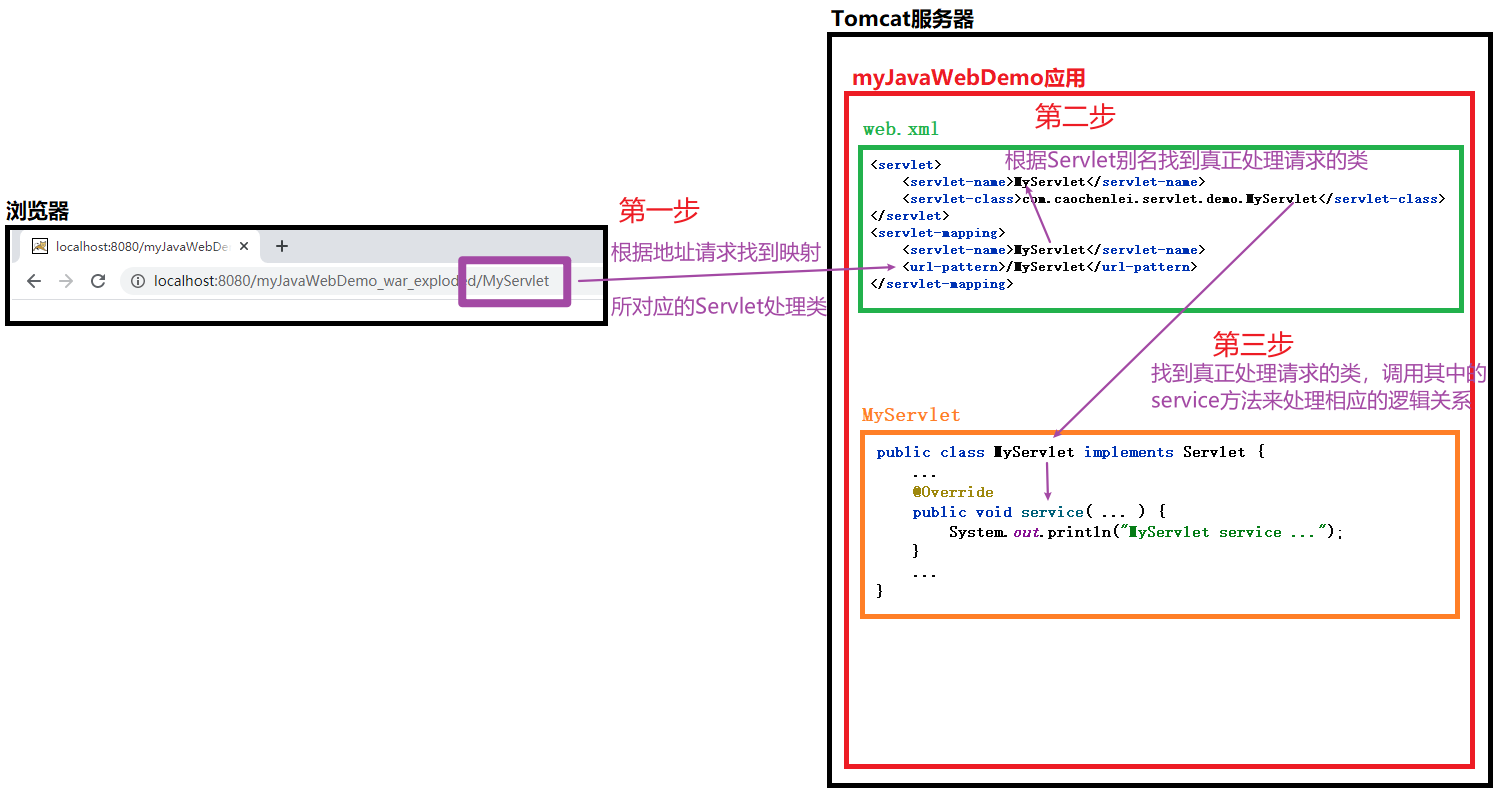 Tomcat服务器
myJavaWebDemo应用
第二步
web.xml
根据Servlet别名找到真正处理请求的类
<servlet>
<servlet-name>MyServlet</servlet-name>
<servlet-class>com.caochenlei.servlet.demo.MyServlet</servlet-class>
</servlet>
<servlet-mapping>
<servlet-name>MyServlet</servlet-name>
<url-pattern>/MyServlet</url-pattern>
</servlet-mapping>
浏览器
localhost:8080/myJavaWebDe
localhost:8080/myJavaWebDemo_war_exploded/MyServlet
第一步
根据地址请求找到映射
所对应的Servlet处理类
第三步
找到真正处理请求的类，调用其中的
service方法来处理相应的逻辑关系
MyServlet
public class MyServlet implements Servlet {
...
@Override
public void service( ... ) {
System.out.println("MyServlet service ...");
}
...
}